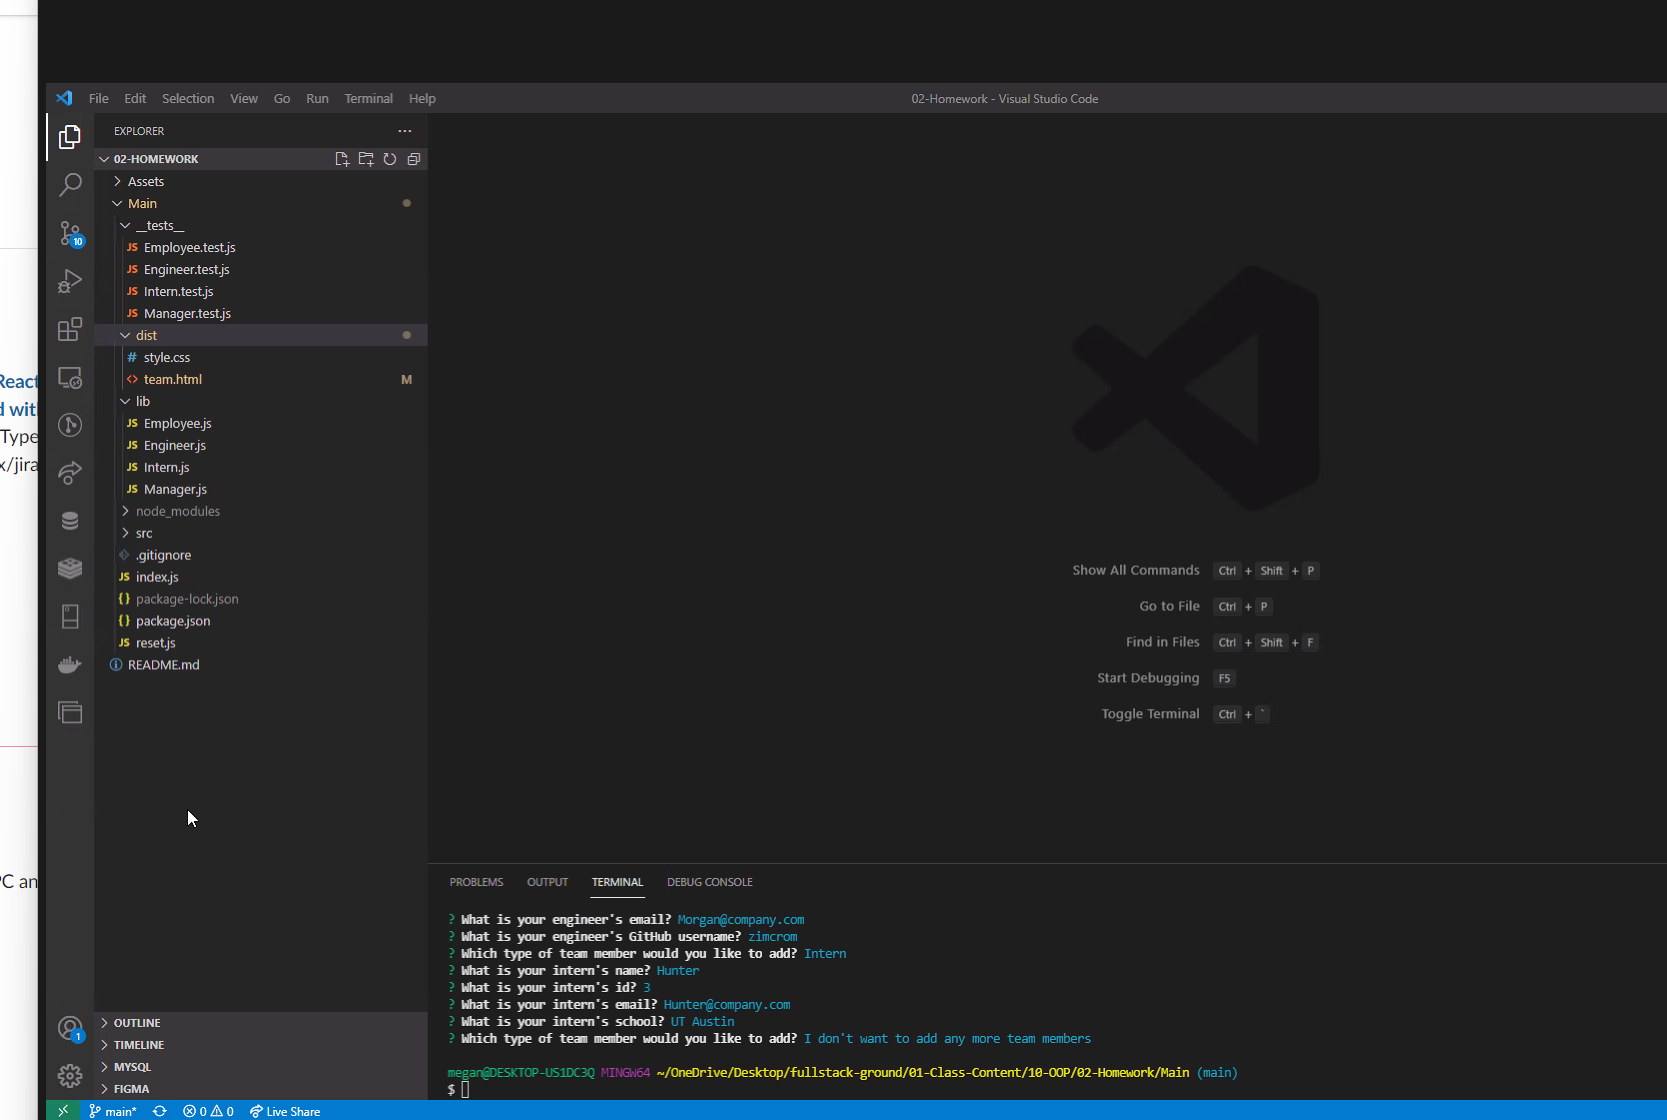 File Edit Selection View Go Run Terminal Help
02-Homework - Visual Studio Code
EXPLORER
02-HOMEWORK
Assets
Main
__tests__
JS Employee.test.js
JS Engineer.test.js
JS Intern.test.js
JS Manager.test.js
dist
# style.css
<> team.html M
lib
JS Employee.js
JS Engineer.js
JS Intern.js
JS Manager.js
node_modules
src
.gitignore
JS index.js
{} package-lock.json
{} package.json
JS reset.js
README.md
10
React
d with
Type
x/jira
PC an
Show All Commands Ctrl + Shift + P
Go to File Ctrl + P
Find in Files Ctrl + Shift + F
Start Debugging F5
Toggle Terminal Ctrl + `
PROBLEMS OUTPUT TERMINAL DEBUG CONSOLE
? What is your engineer's email? Morgan@company.com
? What is your engineer's GitHub username? zimcrom
? Which type of team member would you like to add? Intern
? What is your intern's name? Hunter
? What is your intern's id? 3
? What is your intern's email? Hunter@company.com
? What is your intern's school? UT Austin
? Which type of team member would you like to add? I don't want to add any more team members
megan@DESKTOP-US1DC3Q MINGW64 ~/OneDrive/Desktop/fullstack-ground/01-Class-Content/10-OOP/02-Homework/Main (main)
$
1
OUTLINE
TIMELINE
MYSQL
FIGMA
main* 0 0 Live Share